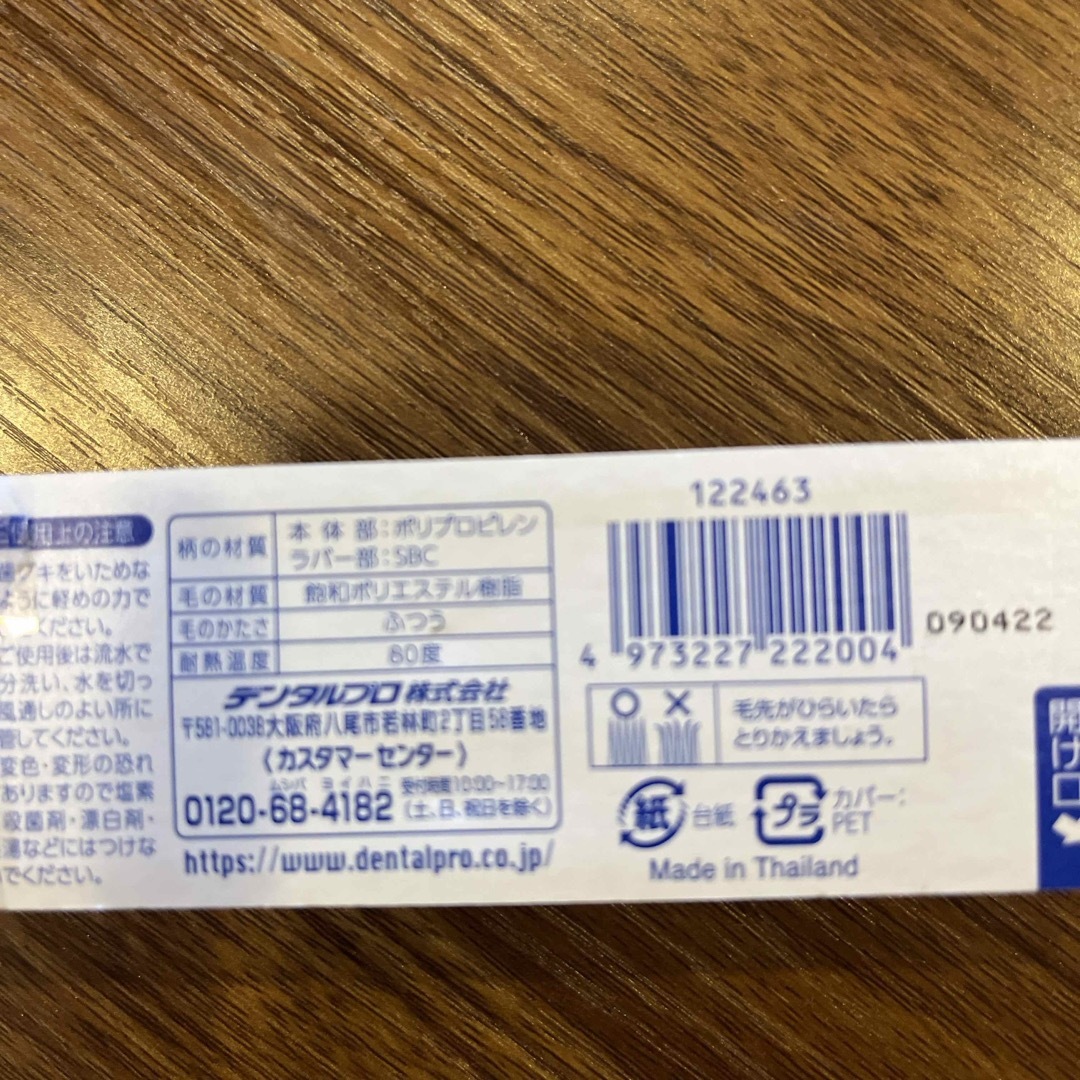 ご使用上の注意
歯グキをいためな
ように軽めの力で
ください。
ご使用後は流水で
分洗い、水を切っ
風通しのよい所に
管してください。
変色・変形の恐れ
ありますので塩素
殺菌剤・漂白剤・
湯などにはつけな
でください。
柄の材質 本体部:ポリプロピレン
ラバー部:SBC
毛の材質 飽和ポリエステル樹脂
毛のかたさ ふつう
耐熱温度 80度
デンタルプロ株式会社
〒581-0038大阪府八尾市若林町2丁目58番地
〈カスタマーセンター〉
ムシバ ヨイハニ 受付時間10:00~17:00
0120-68-4182 (土、日、祝日を除く)
https://www.dentalpro.co.jp/
122463
4 973227 222004
090422
毛先がひらいたら
とりかえましょう。
紙 台紙
プラ カバー:
PET
Made in Thailand
開
け
口